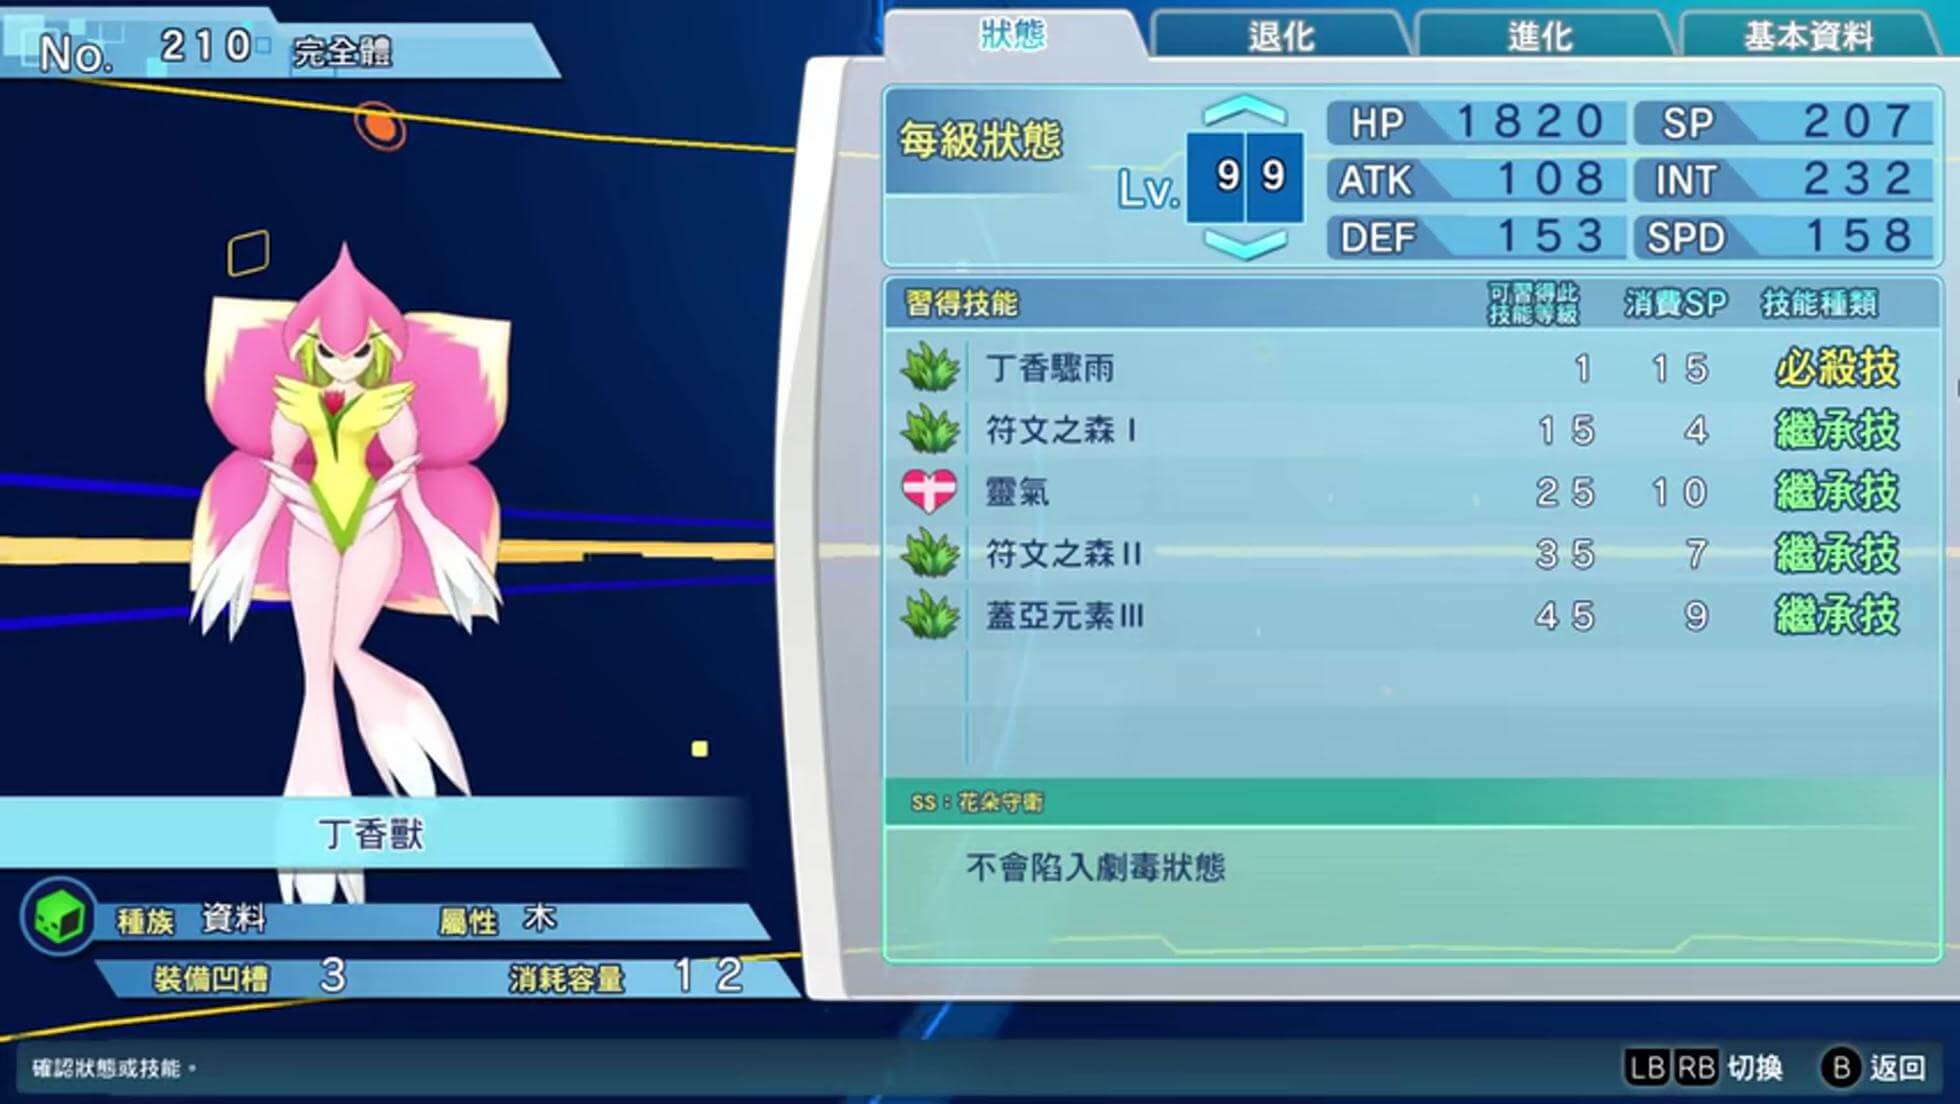 No. 210 完全體
狀態 退化 進化 基本資料
每級狀態
Lv. 99
HP 1820 SP 207
ATK 108 INT 232
DEF 153 SPD 158
習得技能 可習得此技能等級 消費SP 技能種類
丁香驟雨 1 15 必殺技
符文之森Ⅰ 15 4 繼承技
靈氣 25 10 繼承技
符文之森Ⅱ 35 7 繼承技
蓋亞元素Ⅲ 45 9 繼承技
SS：花朵守衛
不會陷入劇毒狀態
丁香獸
種族 資料 屬性 木
裝備凹槽 3 消耗容量 12
確認狀態或技能。
LB RB 切換 B 返回